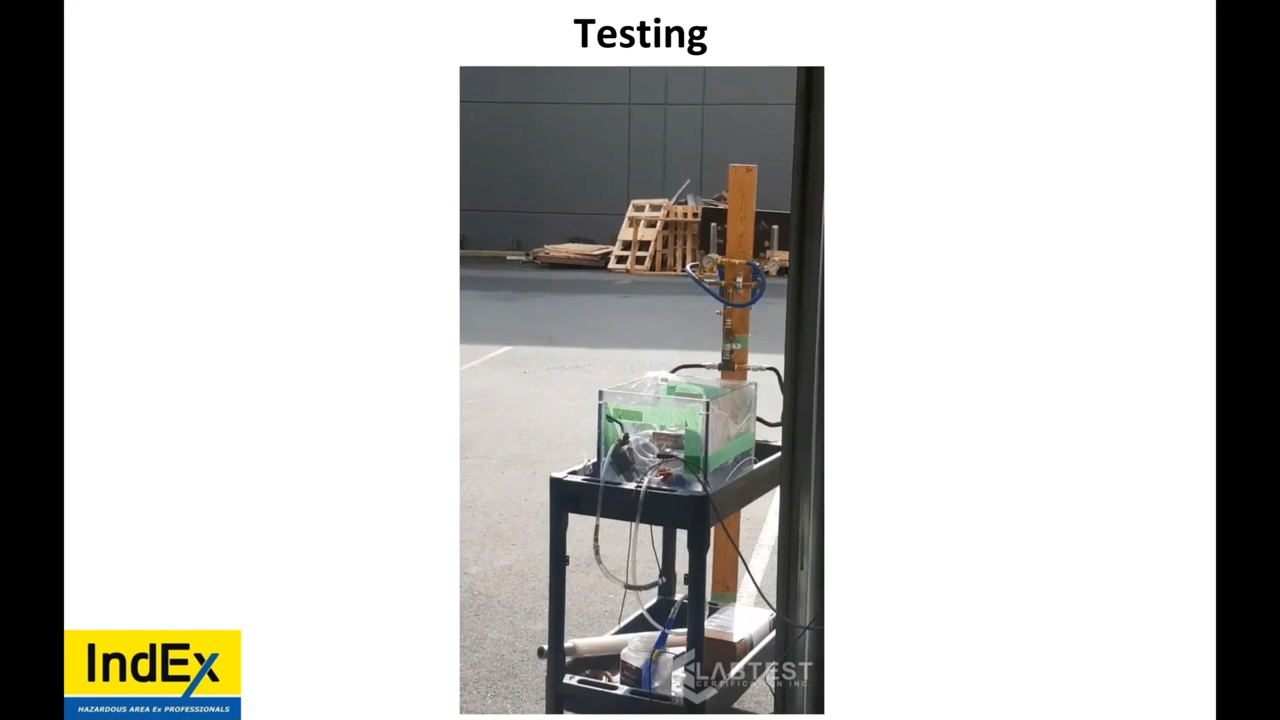 Testing
IndEx
HAZARDOUS AREA Ex PROFESSIONALS
LABTEST
CERTIFICATION INC.